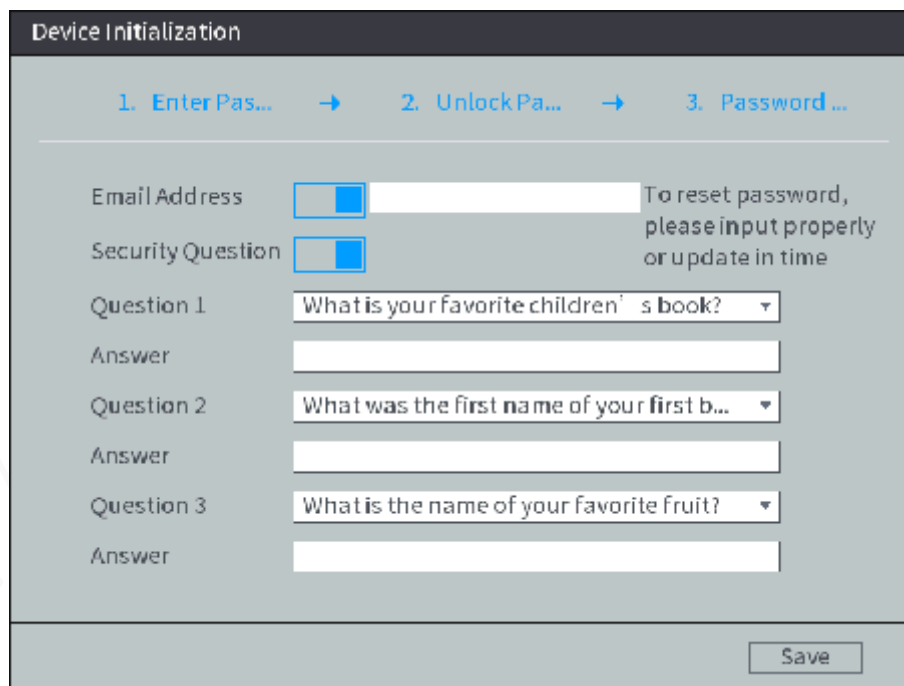 Device Initialization
1. Enter Pas... → 2. Unlock Pa... → 3. Password ...
Email Address
To reset password,
please input properly
or update in time
Security Question
Question 1 What is your favorite children’s book?
Answer
Question 2 What was the first name of your first b...
Answer
Question 3 What is the name of your favorite fruit?
Answer
Save